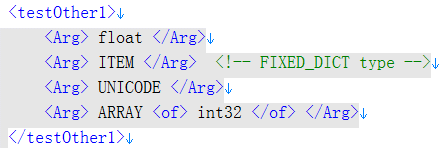 <testOther1>↓
    <Arg> float </Arg>↓
    <Arg> ITEM </Arg>  <!-- FIXED_DICT type -->↓
    <Arg> UNICODE </Arg>↓
    <Arg> ARRAY <of> int32 </of> </Arg>↓
</testOther1>↓